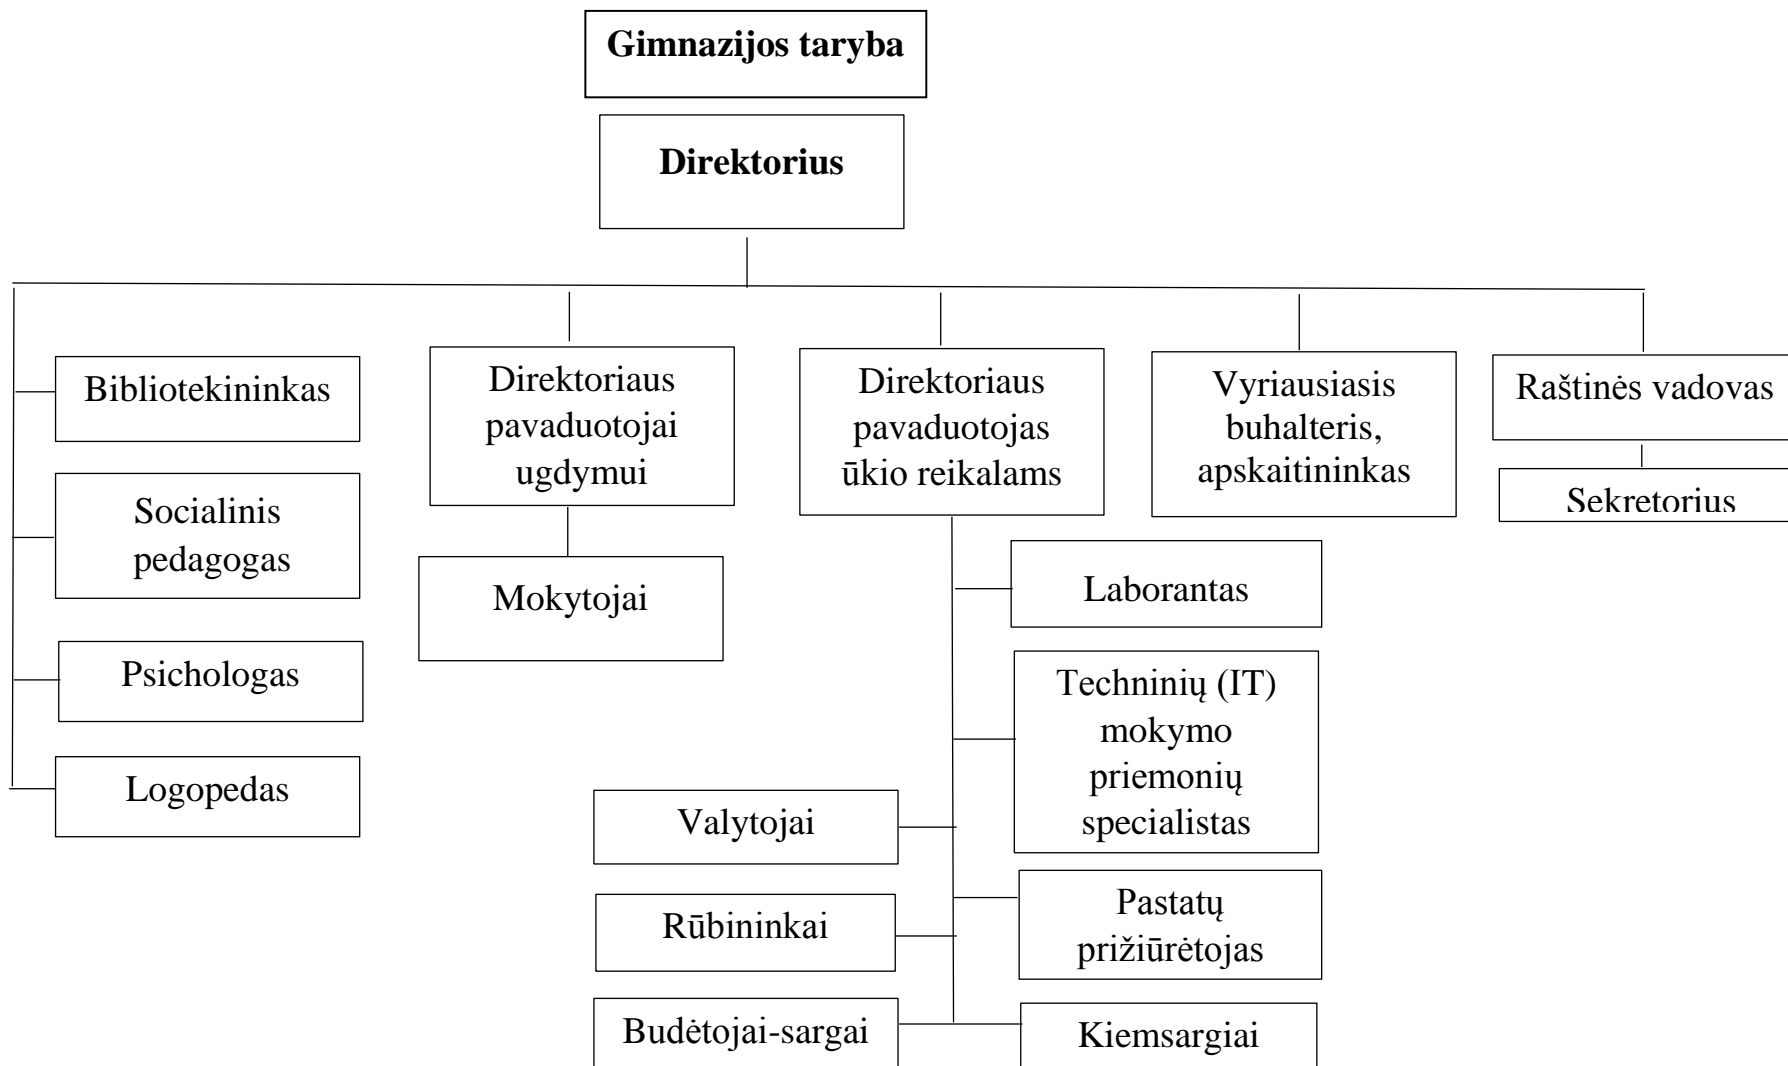 Gimnazijos taryba
Direktorius
Bibliotekininkas
Socialinis
pedagogas
Psichologas
Logopedas
Direktoriaus
pavaduotojai
ugdymui
Mokytojai
Direktoriaus
pavaduotojas
ūkio reikalams
Laborantas
Techninių (IT)
mokymo
priemonių
specialistas
Valytojai
Rūbininkai
Pastatų
prižiūrėtojas
Budėtojai-sargai
Kiemsargiai
Vyriausiasis
buhalteris,
apskaitininkas
Raštinės vadovas
Sekretorius